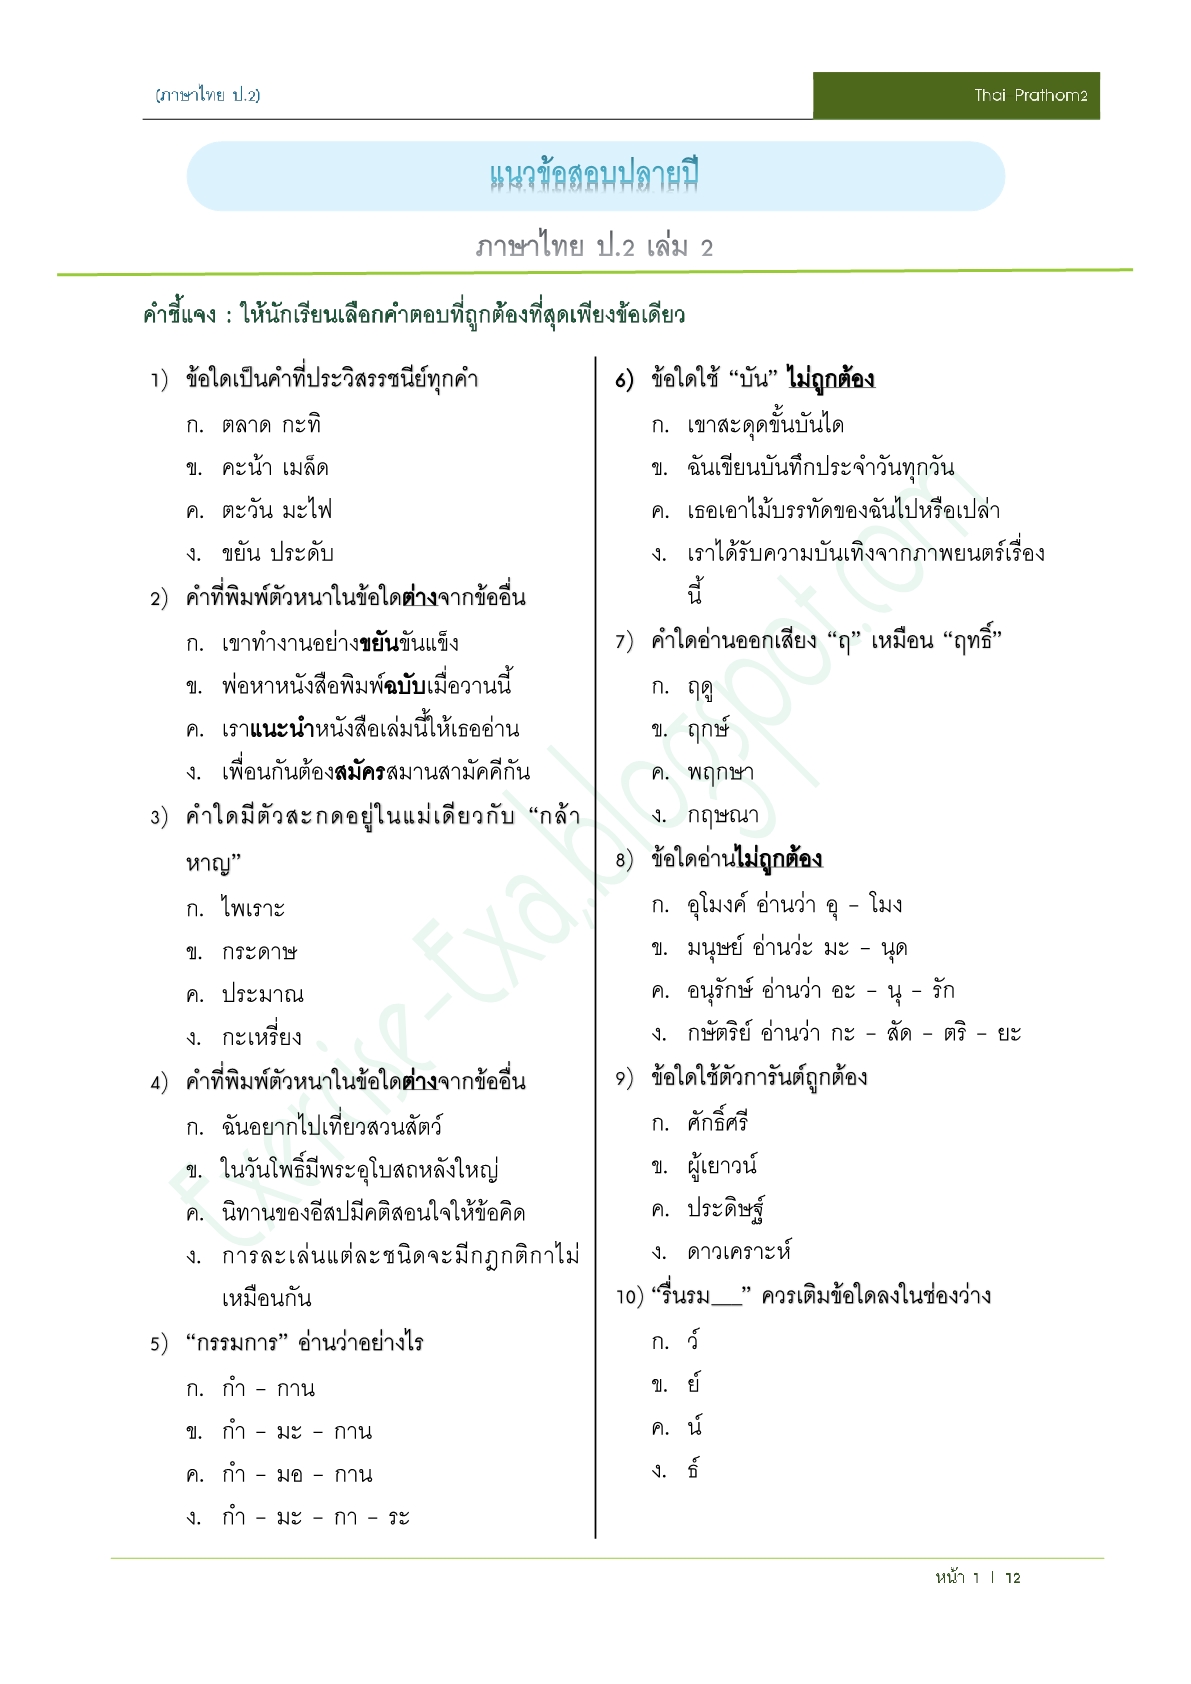 (ภาษาไทย ป.2)
Thai Prathom2
แนวข้อสอบปลายปี
ภาษาไทย ป.2 เล่ม 2
คำชี้แจง : ให้นักเรียนเลือกคำตอบที่ถูกต้องที่สุดเพียงข้อเดียว
1) ข้อใดเป็นคำที่ประวิสรรชนีย์ทุกคำ
ก. ตลาด กะทิ
ข. คะน้า เมล็ด
ค. ตะวัน มะไฟ
ง. ขยัน ประดับ
2) คำที่พิมพ์ตัวหนาในข้อใดต่างจากข้ออื่น
ก. เขาทำงานอย่างขยันขันแข็ง
ข. พ่อหาหนังสือพิมพ์ฉบับเมื่อวานนี้
ค. เราแนะนำหนังสือเล่มนี้ให้เธออ่าน
ง. เพื่อนกันต้องสมัครสมานสามัคคีกัน
3) คำใดมีตัวสะกดอยู่ในแม่เดียวกับ “กล้า
หาญ”
ก. ไพเราะ
ข. กระดาษ
ค. ประมาณ
ง. กะเหรี่ยง
4) คำที่พิมพ์ตัวหนาในข้อใดต่างจากข้ออื่น
ก. ฉันอยากไปเที่ยวสวนสัตว์
ข. ในวันโพธิ์มีพระอุโบสถหลังใหญ่
ค. นิทานของอีสปมีคติสอนใจให้ข้อคิด
ง. การละเล่นแต่ละชนิดจะมีกฎกติกาไม่
เหมือนกัน
5) “กรรมการ” อ่านว่าอย่างไร
ก. กำ – กาน
ข. กำ – มะ – กาน
ค. กำ – มอ – กาน
ง. กำ – มะ – กา – ระ
6) ข้อใดใช้ “บัน” ไม่ถูกต้อง
ก. เขาสะดุดขั้นบันได
ข. ฉันเขียนบันทึกประจำวันทุกวัน
ค. เธอเอาไม้บรรทัดของฉันไปหรือเปล่า
ง. เราได้รับความบันเทิงจากภาพยนตร์เรื่อง
นี้
7) คำใดอ่านออกเสียง “ฤ” เหมือน “ฤทธิ์”
ก. ฤดู
ข. ฤกษ์
ค. พฤกษา
ง. กฤษณา
8) ข้อใดอ่านไม่ถูกต้อง
ก. อุโมงค์ อ่านว่า อุ – โมง
ข. มนุษย์ อ่านว่ะ มะ – นุด
ค. อนุรักษ์ อ่านว่า อะ – นุ – รัก
ง. กษัตริย์ อ่านว่า กะ – สัด – ตริ – ยะ
9) ข้อใดใช้ตัวการันต์ถูกต้อง
ก. ศักธิ์ศรี
ข. ผู้เยาวน์
ค. ประดิษฐ์
ง. ดาวเคราะห์
10) “รื่นรม___” ควรเติมข้อใดลงในช่องว่าง
ก. ว์
ข. ย์
ค. น์
ง. ธ์
Exercise-Exa.blogspot.com
หน้า 1 | 12